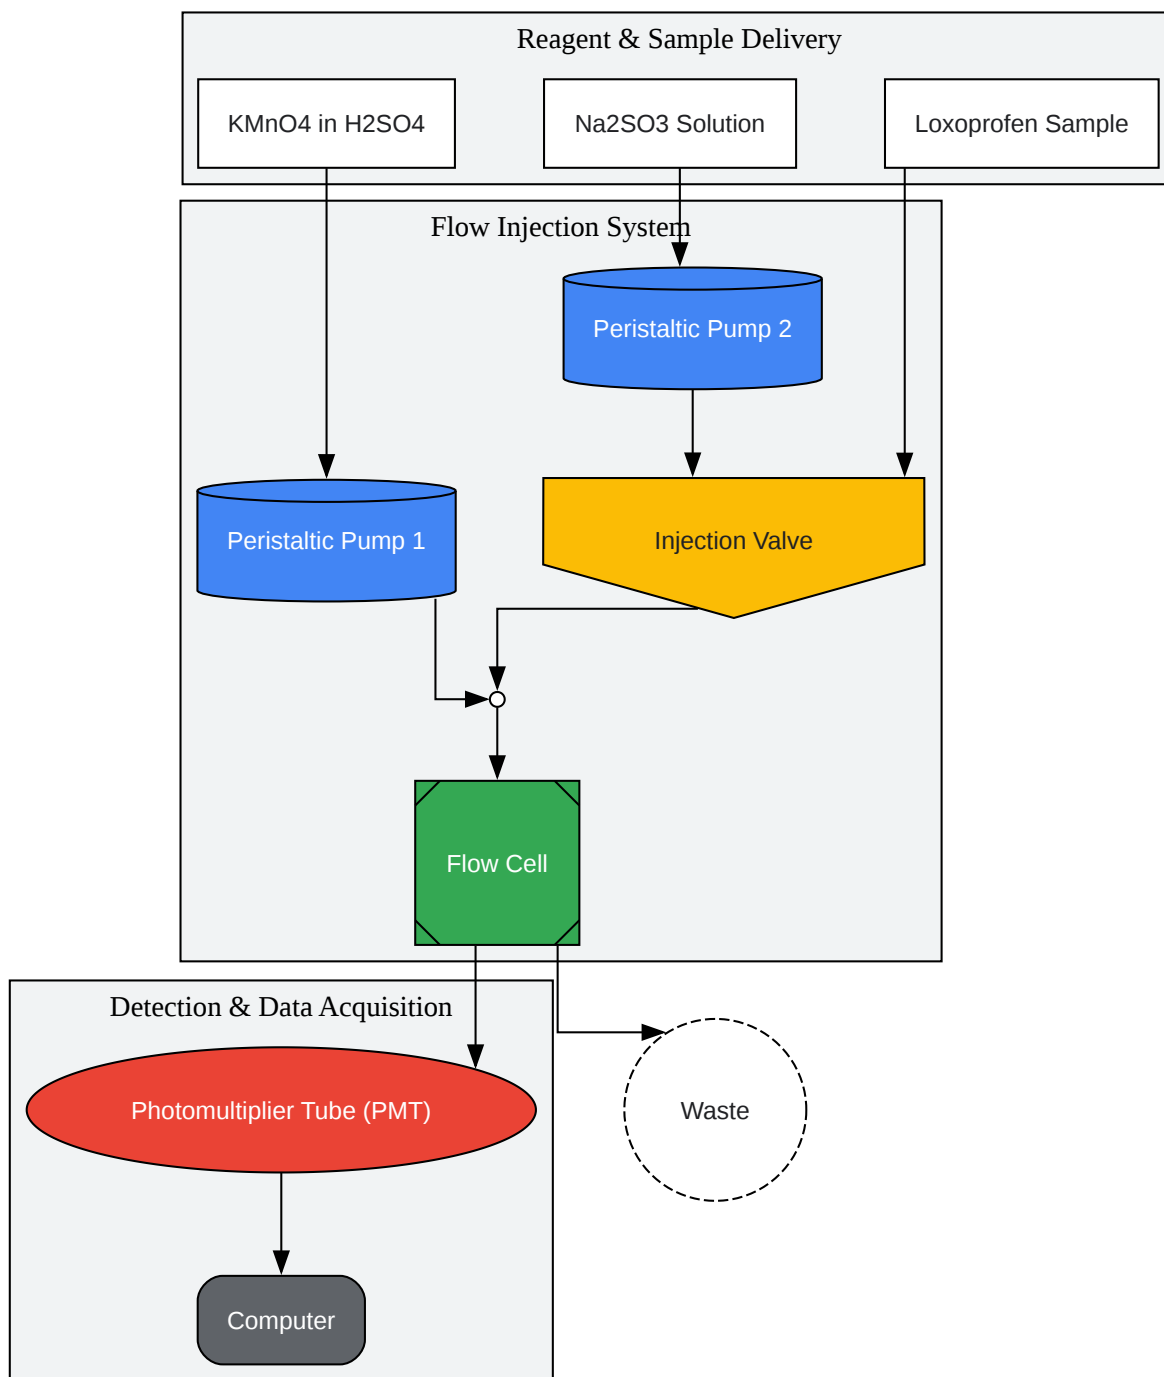 Reagent & Sample Delivery
KMnO4 in H2SO4
Na2SO3 Solution
Loxoprofen Sample
Flow Injection System
Peristaltic Pump 2
Peristaltic Pump 1
Injection Valve
Flow Cell
Detection & Data Acquisition
Photomultiplier Tube (PMT)
Waste
Computer